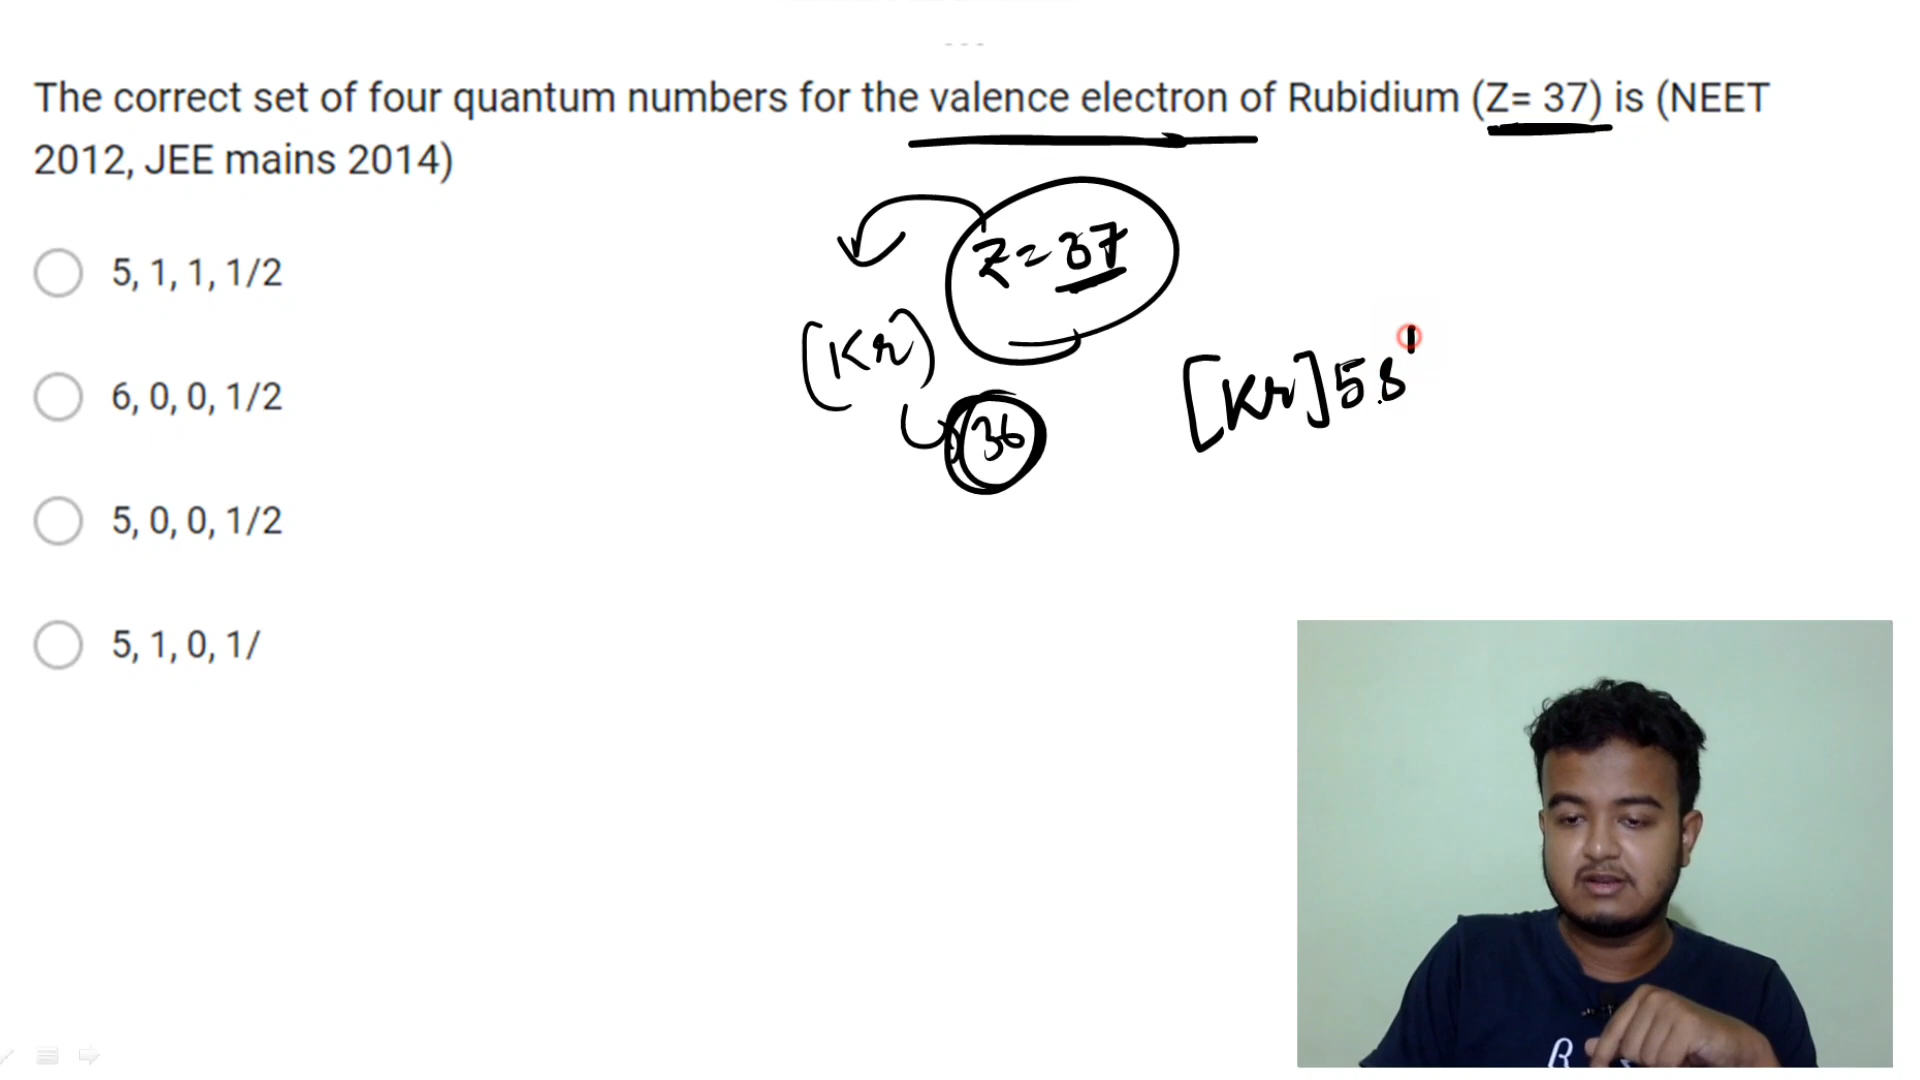 The correct set of four quantum numbers for the valence electron of Rubidium (Z= 37) is (NEET
2012, JEE mains 2014)
Z = 37
5, 1, 1, 1/2
[Kr]
[Kr] 5s¹
6, 0, 0, 1/2
36
5, 0, 0, 1/2
5, 1, 0, 1/
β